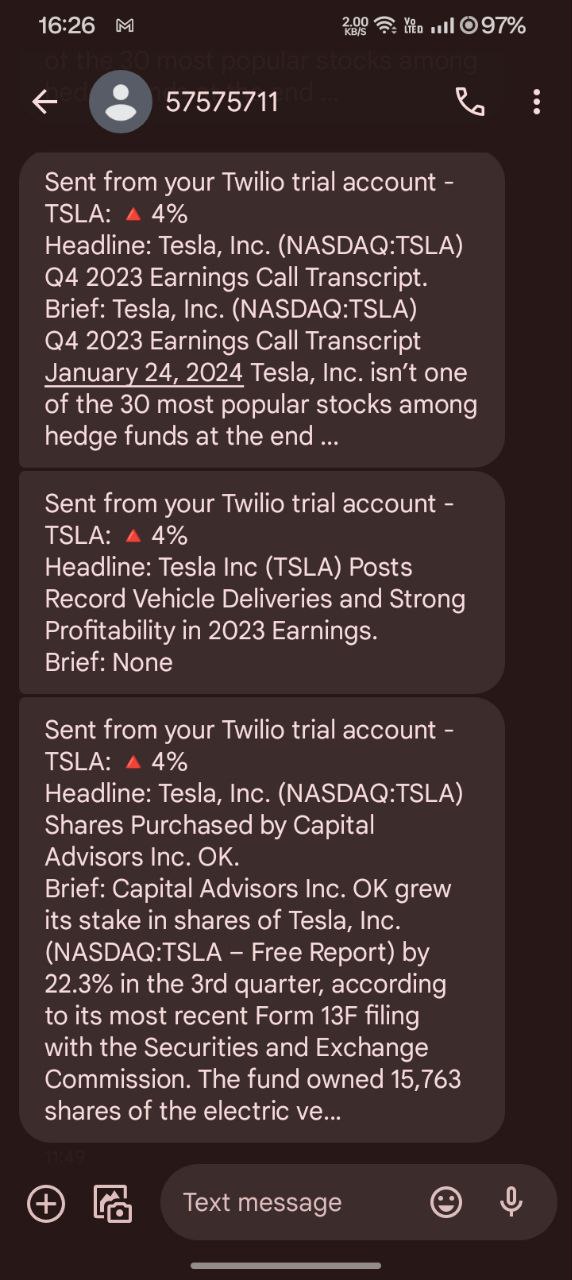 16:26
2.00 KB/S
Vo LTE
97%
of the 30 most popular stocks among
57575711
Sent from your Twilio trial account -
TSLA: 🔺 4%
Headline: Tesla, Inc. (NASDAQ:TSLA)
Q4 2023 Earnings Call Transcript.
Brief: Tesla, Inc. (NASDAQ:TSLA)
Q4 2023 Earnings Call Transcript
January 24, 2024 Tesla, Inc. isn’t one
of the 30 most popular stocks among
hedge funds at the end ...
Sent from your Twilio trial account -
TSLA: 🔺 4%
Headline: Tesla Inc (TSLA) Posts
Record Vehicle Deliveries and Strong
Profitability in 2023 Earnings.
Brief: None
Sent from your Twilio trial account -
TSLA: 🔺 4%
Headline: Tesla, Inc. (NASDAQ:TSLA)
Shares Purchased by Capital
Advisors Inc. OK.
Brief: Capital Advisors Inc. OK grew
its stake in shares of Tesla, Inc.
(NASDAQ:TSLA – Free Report) by
22.3% in the 3rd quarter, according
to its most recent Form 13F filing
with the Securities and Exchange
Commission. The fund owned 15,763
shares of the electric ve...
11:49
Text message